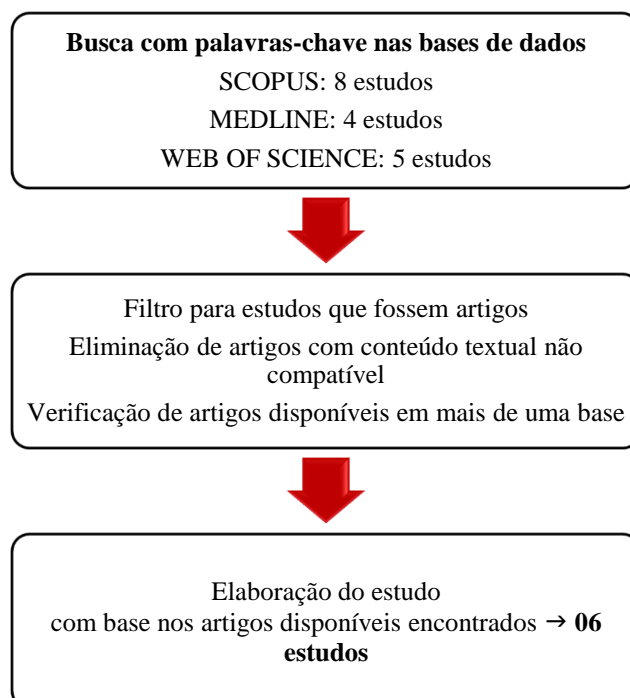 Busca com palavras-chave nas bases de dados
SCOPUS: 8 estudos
MEDLINE: 4 estudos
WEB OF SCIENCE: 5 estudos
Filtro para estudos que fossem artigos
Eliminação de artigos com conteúdo textual não
compatível
Verificação de artigos disponíveis em mais de uma base
Elaboração do estudo
com base nos artigos disponíveis encontrados → 06
estudos